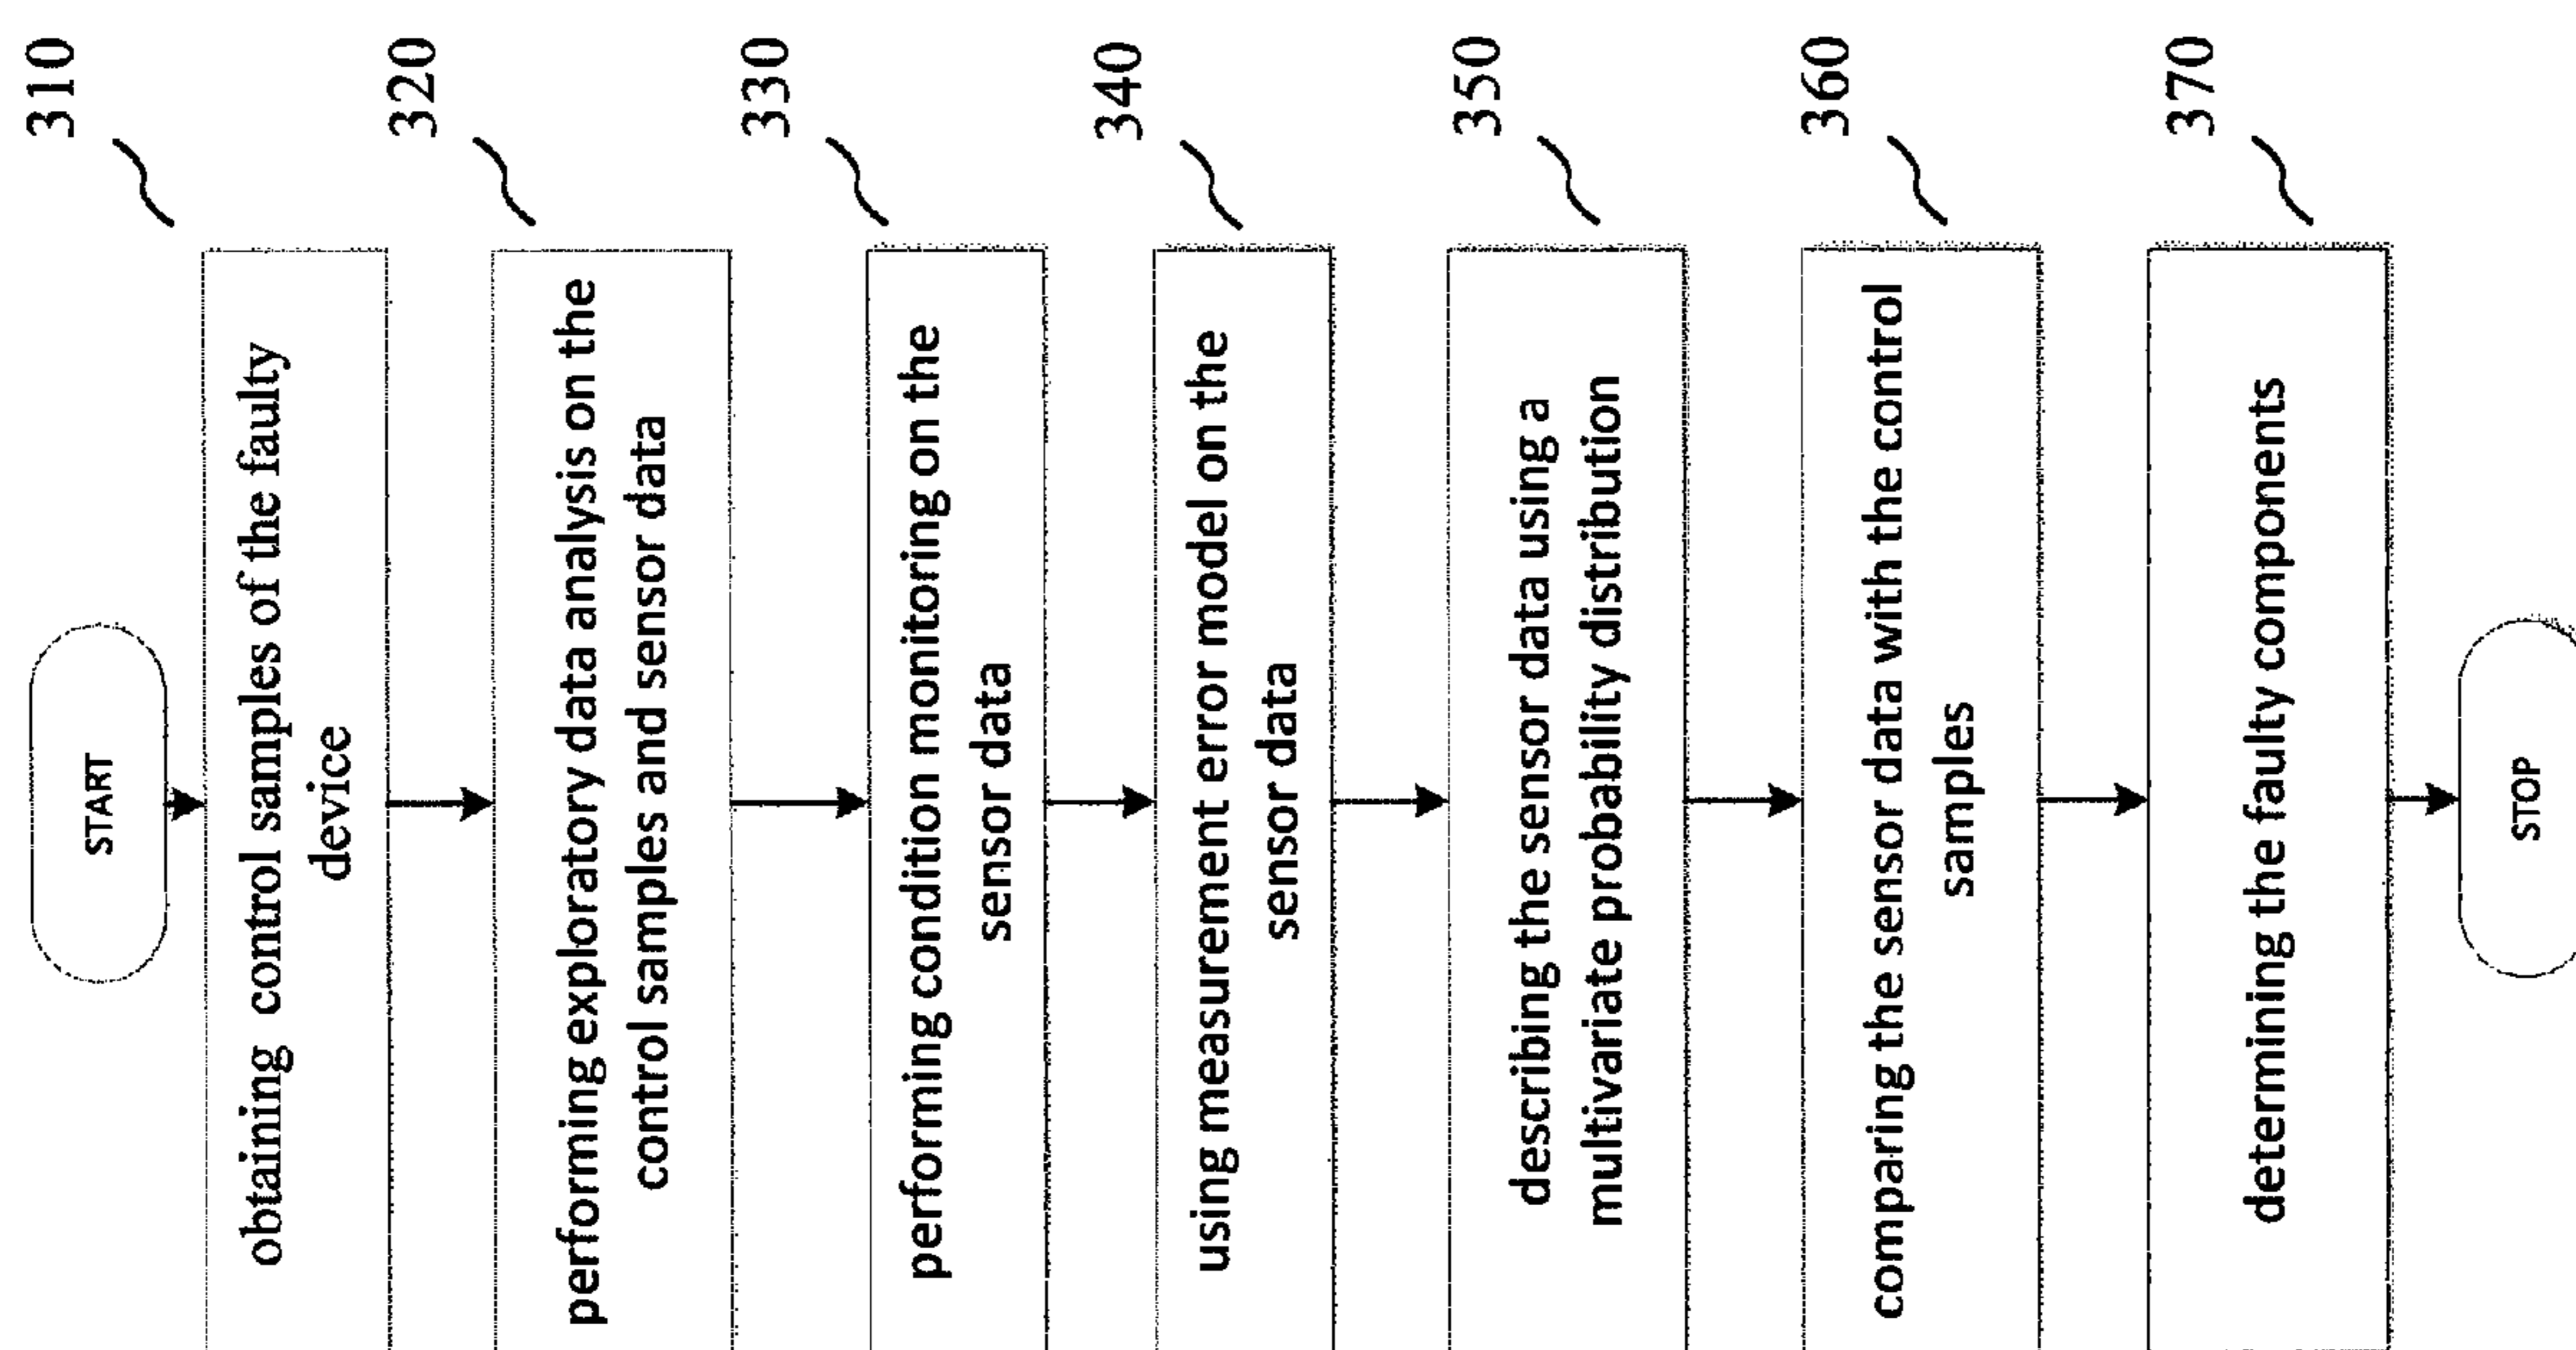 START
310
obtaining control samples of the faulty
device
320
performing exploratory data analysis on the
control samples and sensor data
330
performing condition monitoring on the
sensor data
340
using measurement error model on the
sensor data
350
describing the sensor data using a
multivariate probability distribution
360
comparing the sensor data with the control
samples
370
determining the faulty components
STOP